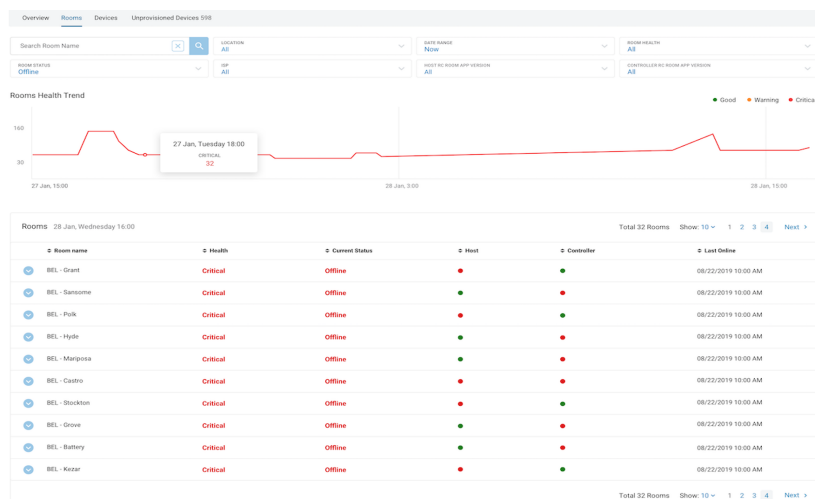 Overview Rooms Devices Unprovisioned Devices 598
Search Room Name
LOCATION
All
DATE RANGE
Now
ROOM HEALTH
All
ROOM STATUS
Offline
ISP
All
HOST RC ROOM APP VERSION
All
CONTROLLER RC ROOM APP VERSION
All
Rooms Health Trend
Good Warning Critica
160
30
27 Jan, Tuesday 18:00
CRITICAL
32
27 Jan, 15:00 28 Jan, 3:00 28 Jan, 15:00
Rooms 28 Jan, Wednesday 16:00 Total 32 Rooms Show: 10 1 2 3 4 Next >
Room name Health Current Status Host Controller Last Online
BEL - Grant Critical Offline 08/22/2019 10:00 AM
BEL - Sansome Critical Offline 08/22/2019 10:00 AM
BEL - Polk Critical Offline 08/22/2019 10:00 AM
BEL - Hyde Critical Offline 08/22/2019 10:00 AM
BEL - Mariposa Critical Offline 08/22/2019 10:00 AM
BEL - Castro Critical Offline 08/22/2019 10:00 AM
BEL - Stockton Critical Offline 08/22/2019 10:00 AM
BEL - Grove Critical Offline 08/22/2019 10:00 AM
BEL - Battery Critical Offline 08/22/2019 10:00 AM
BEL - Kezar Critical Offline 08/22/2019 10:00 AM
Total 32 Rooms Show: 10 1 2 3 4 Next >